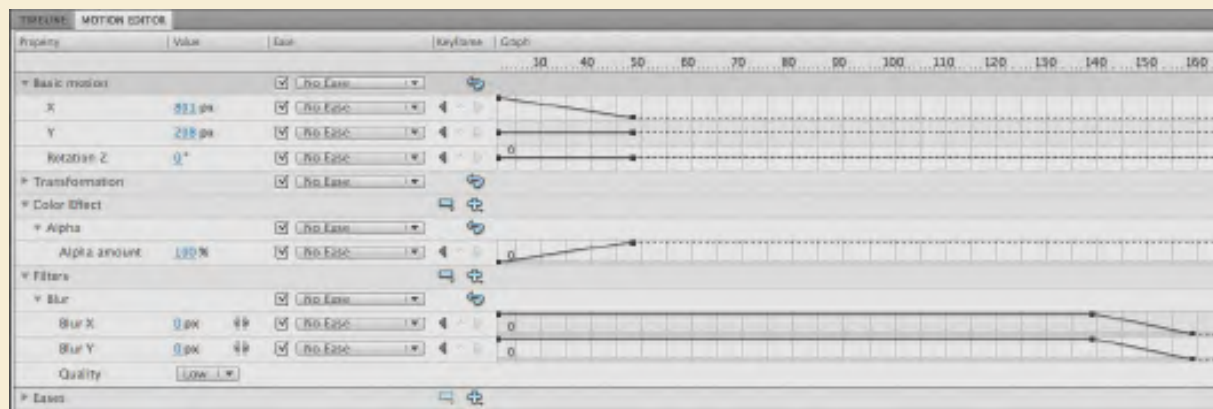 TIMELINE MOTION EDITOR
Property Value Ease Keyframe Graph
30 40 50 60 70 80 90 100 110 120 130 140 150 160
Basic motion No Ease
X 801 px No Ease
Y 208 px No Ease
Rotation Z 0° No Ease 0
Transformation No Ease
Color Effect
Alpha No Ease
Alpha amount 100 % No Ease 0
Filters
Blur No Ease
Blur X 0 px No Ease 0
Blur Y 0 px No Ease 0
Quality Low
Eases